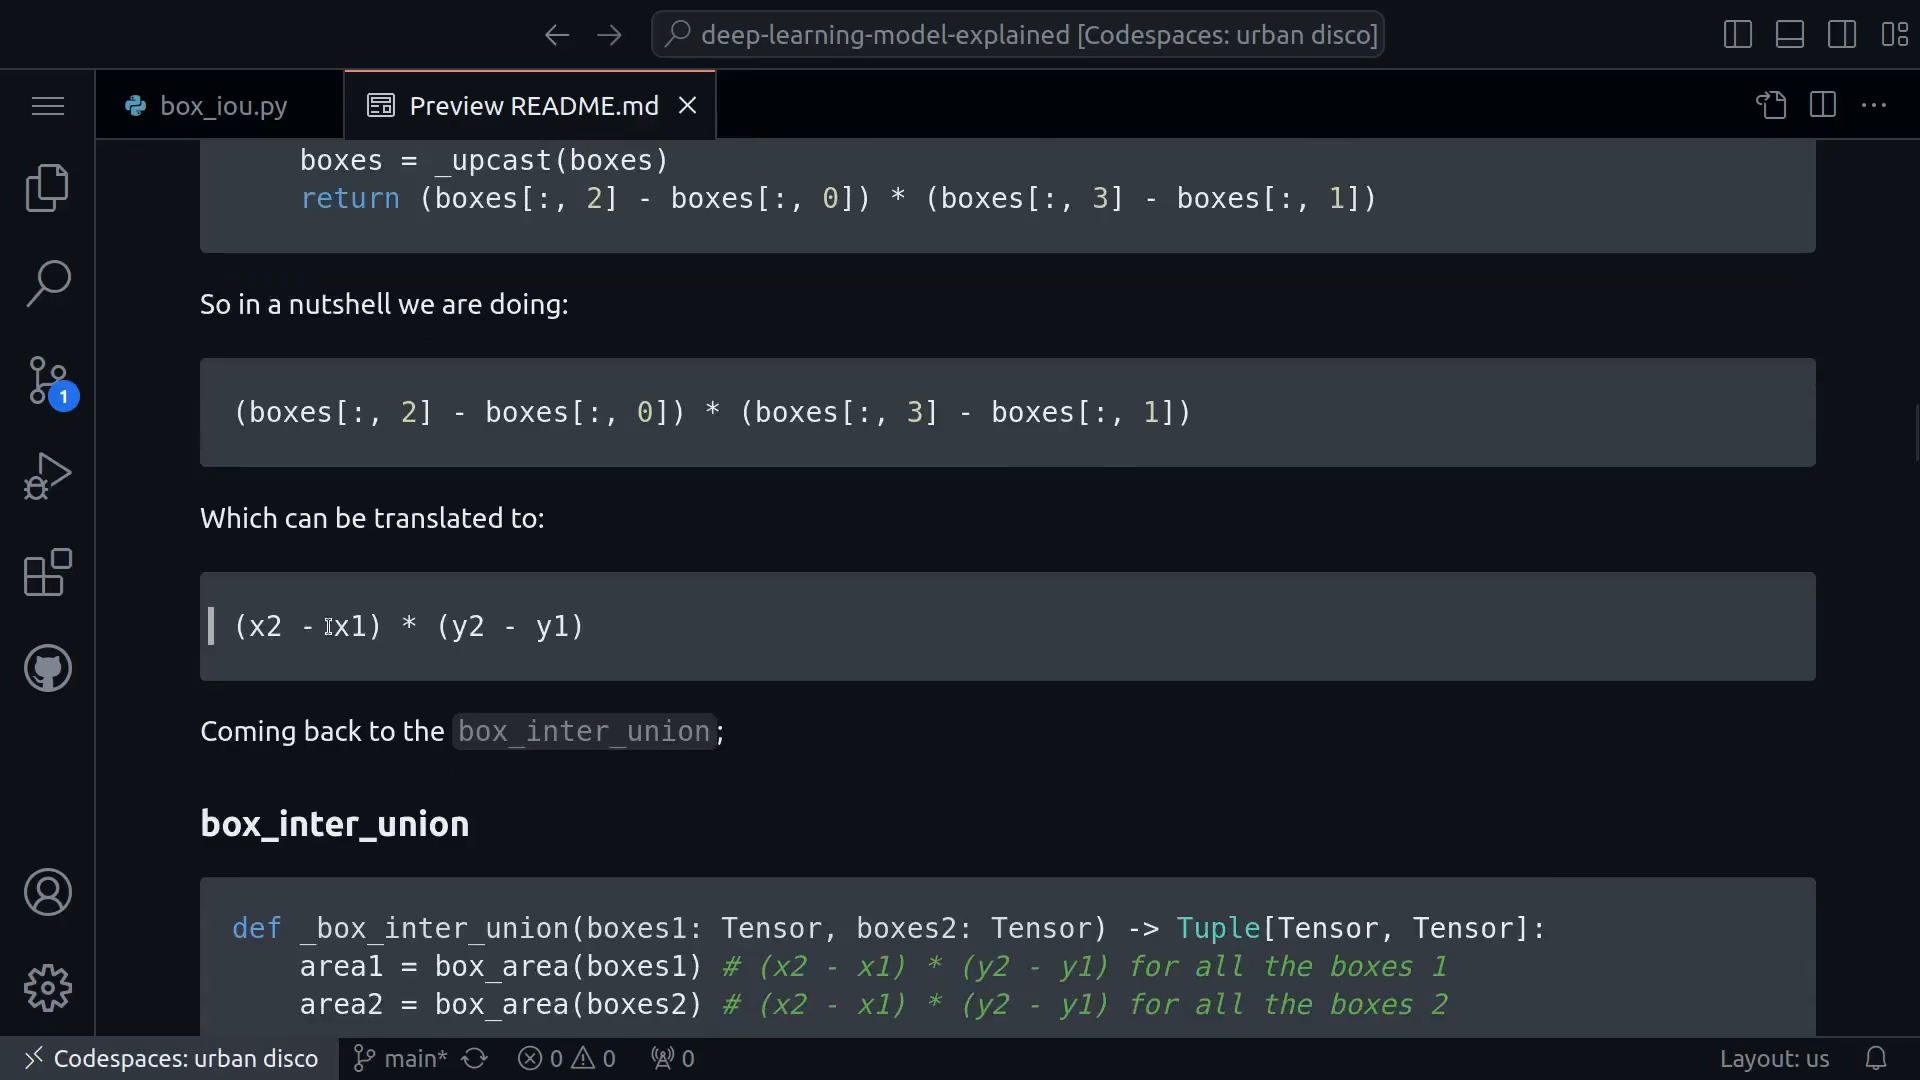 deep-learning-model-explained [Codespaces: urban disco]
box_iou.py
Preview README.md
boxes = _upcast(boxes)
return (boxes[:, 2] - boxes[:, 0]) * (boxes[:, 3] - boxes[:, 1])
So in a nutshell we are doing:
(boxes[:, 2] - boxes[:, 0]) * (boxes[:, 3] - boxes[:, 1])
Which can be translated to:
(x2 - x1) * (y2 - y1)
Coming back to the box_inter_union;
box_inter_union
def _box_inter_union(boxes1: Tensor, boxes2: Tensor) -> Tuple[Tensor, Tensor]:
area1 = box_area(boxes1) # (x2 - x1) * (y2 - y1) for all the boxes 1
area2 = box_area(boxes2) # (x2 - x1) * (y2 - y1) for all the boxes 2
1
Codespaces: urban disco main* 0 0 0 Layout: us